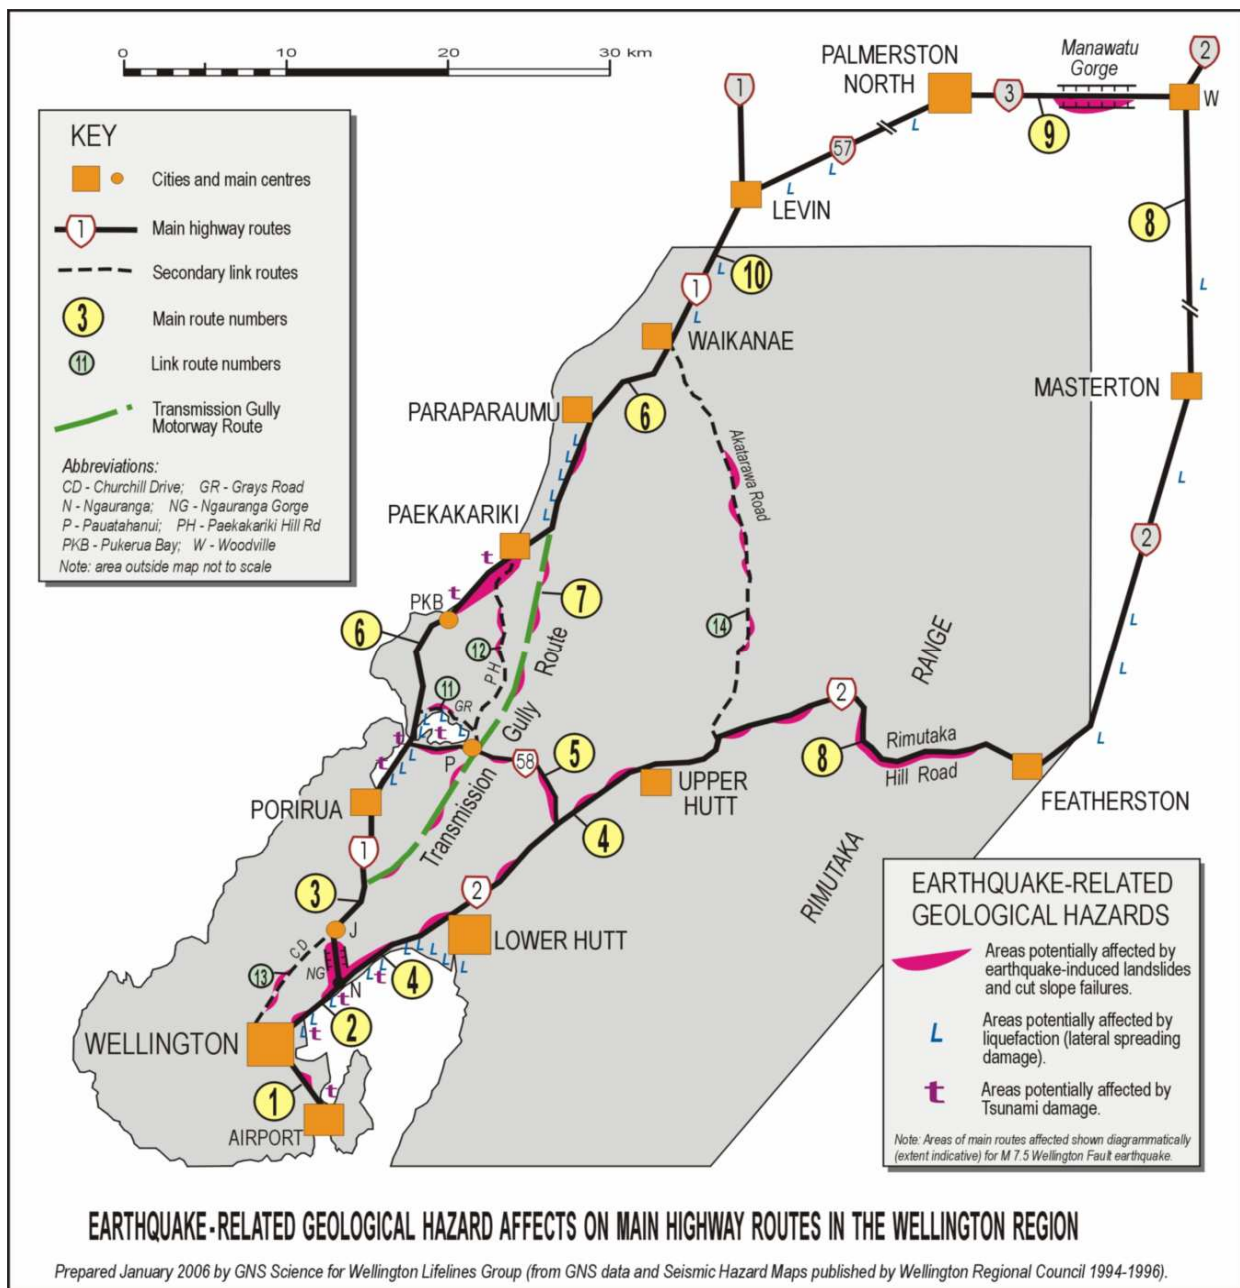 0 10 20 30 km
KEY
Cities and main centres
1 Main highway routes
Secondary link routes
3 Main route numbers
11 Link route numbers
Transmission Gully
Motorway Route
Abbreviations:
CD - Churchill Drive; GR - Grays Road
N - Ngauranga; NG - Ngauranga Gorge
P - Pauatahanui; PH - Paekakariki Hill Rd
PKB - Pukerua Bay; W - Woodville
Note: area outside map not to scale
PALMERSTON
NORTH
Manawatu
Gorge
2
W
3
9
1
57
L
L
L
LEVIN
8
10
L
1
L
L
WAIKANAE
MASTERTON
PARAPARAUMU
6
L
L
L
L
L
L
Akatarawa Road
L
2
PAEKAKARIKI
t
t
PKB
7
6
12
P H
14
Route
RANGE
L
L
L
11
GR
L
L
L
L
t
t
t
L
L
L
L
Gully
P
58
5
2
8
Rimutaka
Hill Road
FEATHERSTON
UPPER
HUTT
PORIRUA
Transmission
4
1
3
2
RIMUTAKA
J
LOWER HUTT
CD
NG
13
N
L
L
L
L
L
L
L
L
t
4
t
L
2
L
L
L
t
WELLINGTON
1
t
AIRPORT
EARTHQUAKE-RELATED
GEOLOGICAL HAZARDS
Areas potentially affected by
earthquake-induced landslides
and cut slope failures.
L Areas potentially affected by
liquefaction (lateral spreading
damage).
t Areas potentially affected by
Tsunami damage.
Note: Areas of main routes affected shown diagrammatically
(extent indicative) for M 7.5 Wellington Fault earthquake.
EARTHQUAKE-RELATED GEOLOGICAL HAZARD AFFECTS ON MAIN HIGHWAY ROUTES IN THE WELLINGTON REGION
Prepared January 2006 by GNS Science for Wellington Lifelines Group (from GNS data and Seismic Hazard Maps published by Wellington Regional Council 1994-1996).